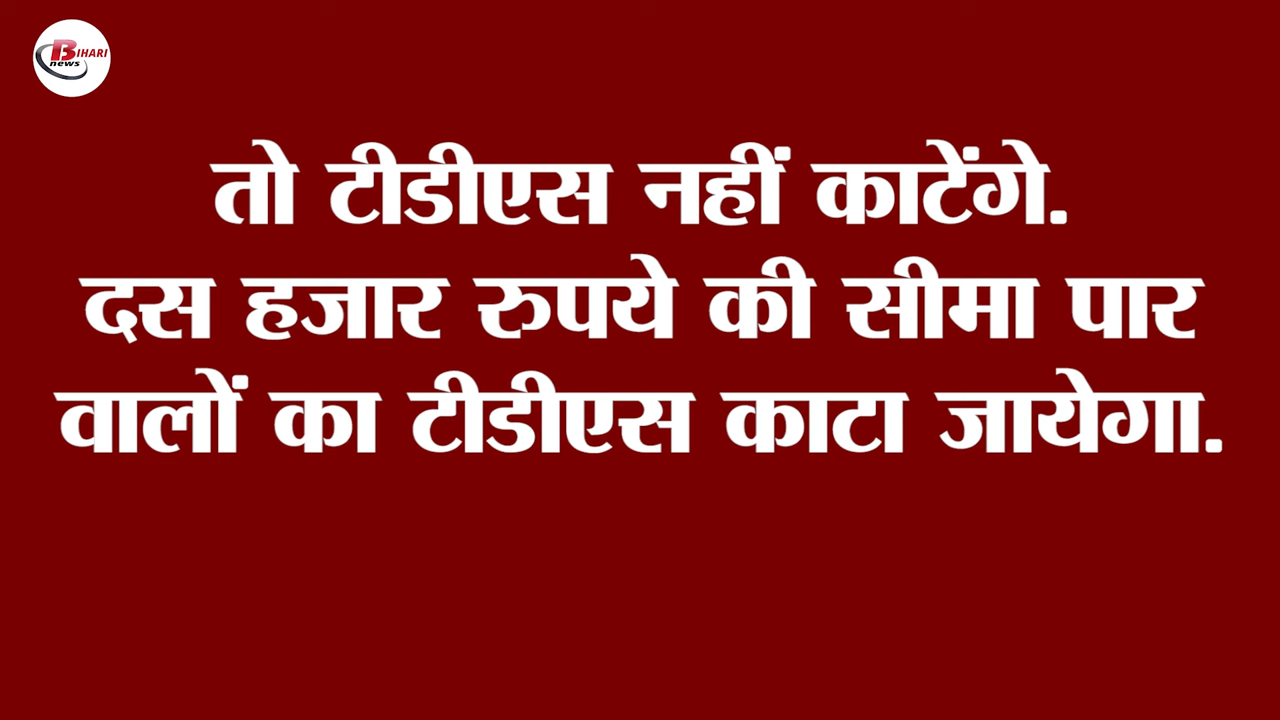 BIHARI
news
तो टीडीएस नहीं काटेंगे.
दस हजार रुपये की सीमा पार
वालों का टीडीएस काटा जायेगा.